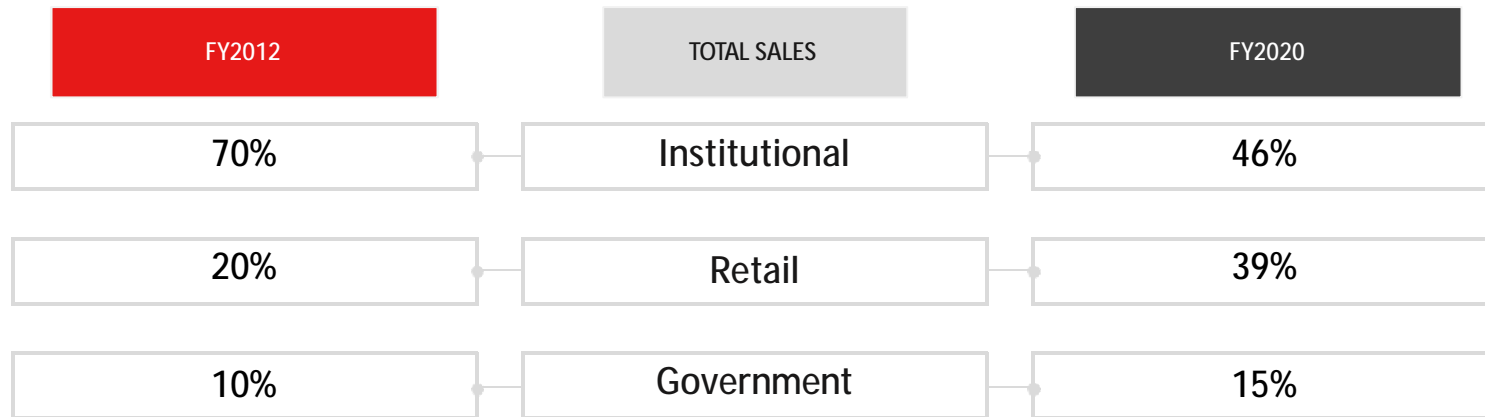 FY2012
TOTAL SALES
FY2020
70%
Institutional
46%
20%
Retail
39%
10%
Government
15%